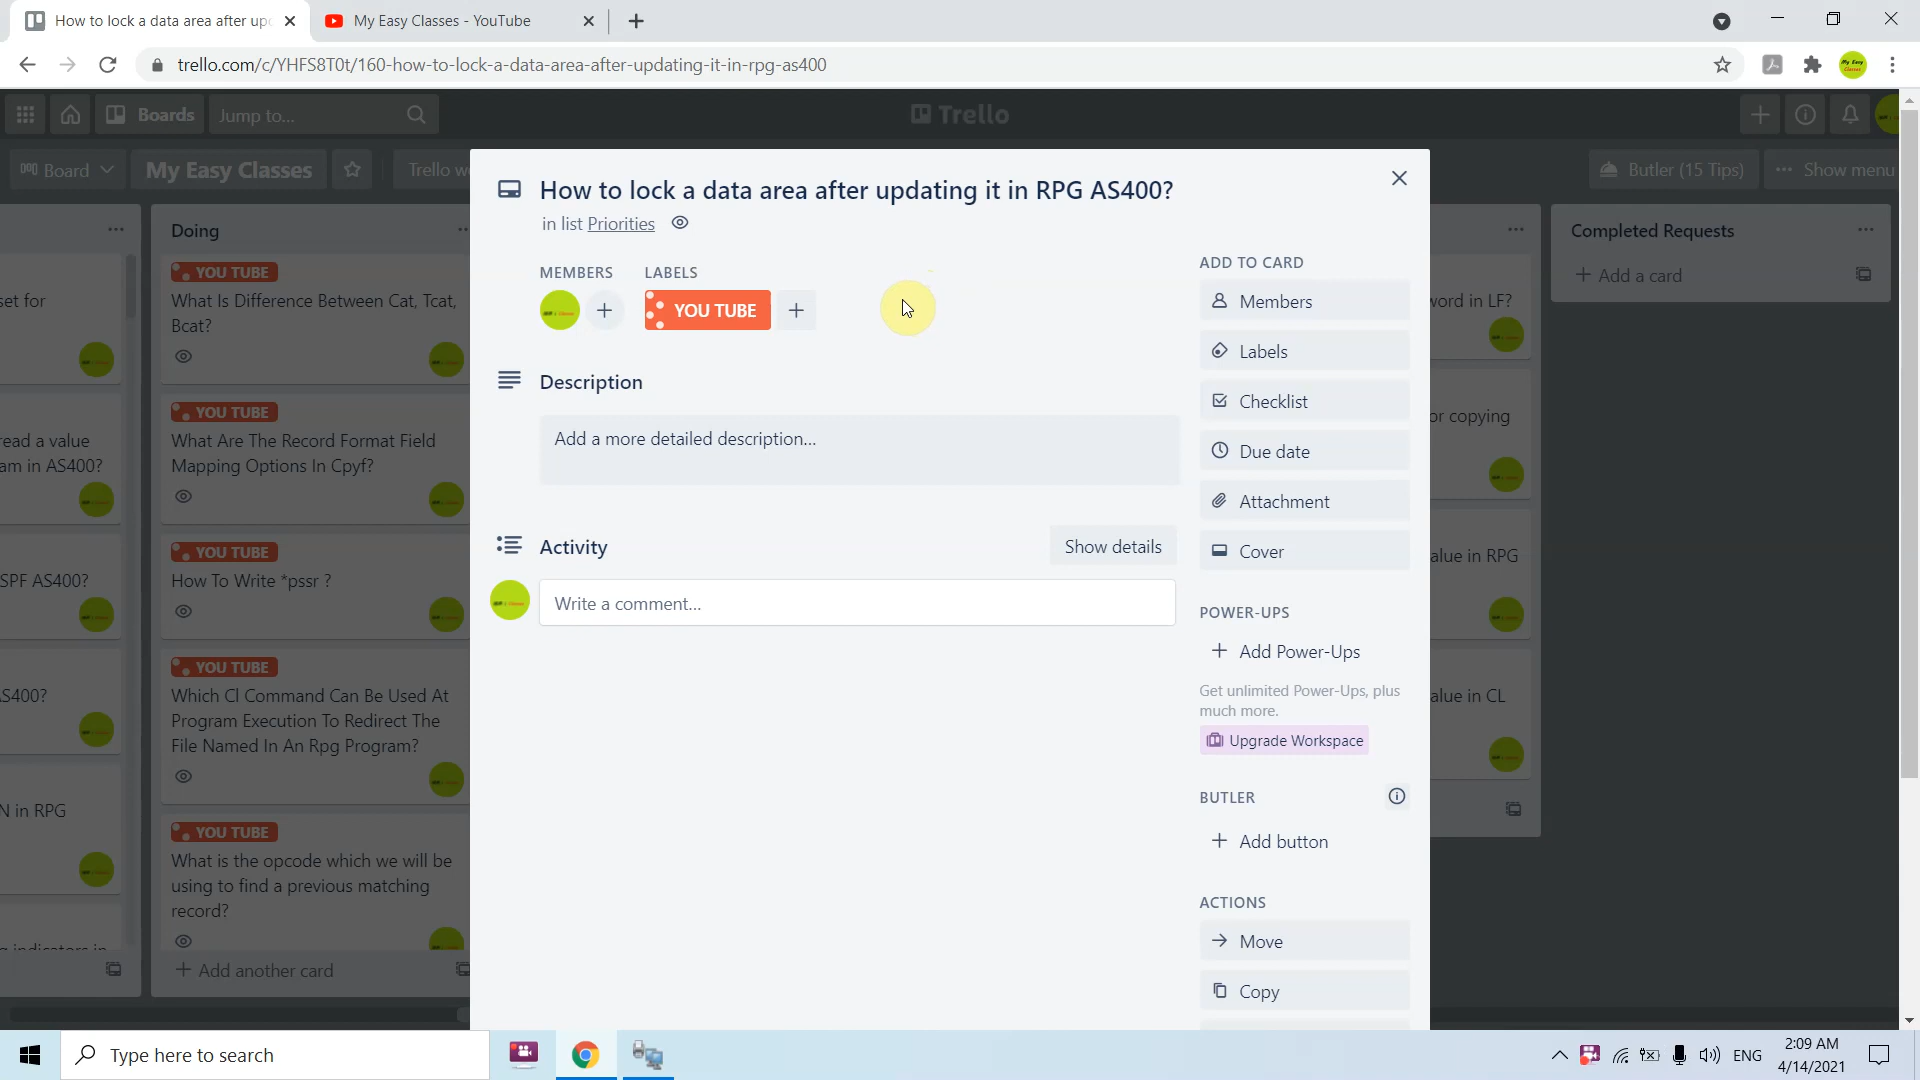 How to lock a data area after upd
My Easy Classes - YouTube
trello.com/c/YHFS8T0t/160-how-to-lock-a-data-area-after-updating-it-in-rpg-as400
Boards
Jump to...
Trello
Board
My Easy Classes
Trello w
Butler (15 Tips)
Show menu
set for
read a value
am in AS400?
SPF AS400?
AS400?
N in RPG
g indicators in
Doing
YOU TUBE
What Is Difference Between Cat, Tcat,
Bcat?
YOU TUBE
What Are The Record Format Field
Mapping Options In Cpyf?
YOU TUBE
How To Write *pssr ?
YOU TUBE
Which Cl Command Can Be Used At
Program Execution To Redirect The
File Named In An Rpg Program?
YOU TUBE
What is the opcode which we will be
using to find a previous matching
record?
Add another card
How to lock a data area after updating it in RPG AS400?
in list Priorities
MEMBERS
LABELS
YOU TUBE
Description
Add a more detailed description...
Activity
Show details
Write a comment...
ADD TO CARD
Members
Labels
Checklist
Due date
Attachment
Cover
POWER-UPS
Add Power-Ups
Get unlimited Power-Ups, plus
much more.
Upgrade Workspace
BUTLER
Add button
ACTIONS
Move
Copy
word in LF?
or copying
alue in RPG
alue in CL
Completed Requests
Add a card
Type here to search
ENG
2:09 AM
4/14/2021